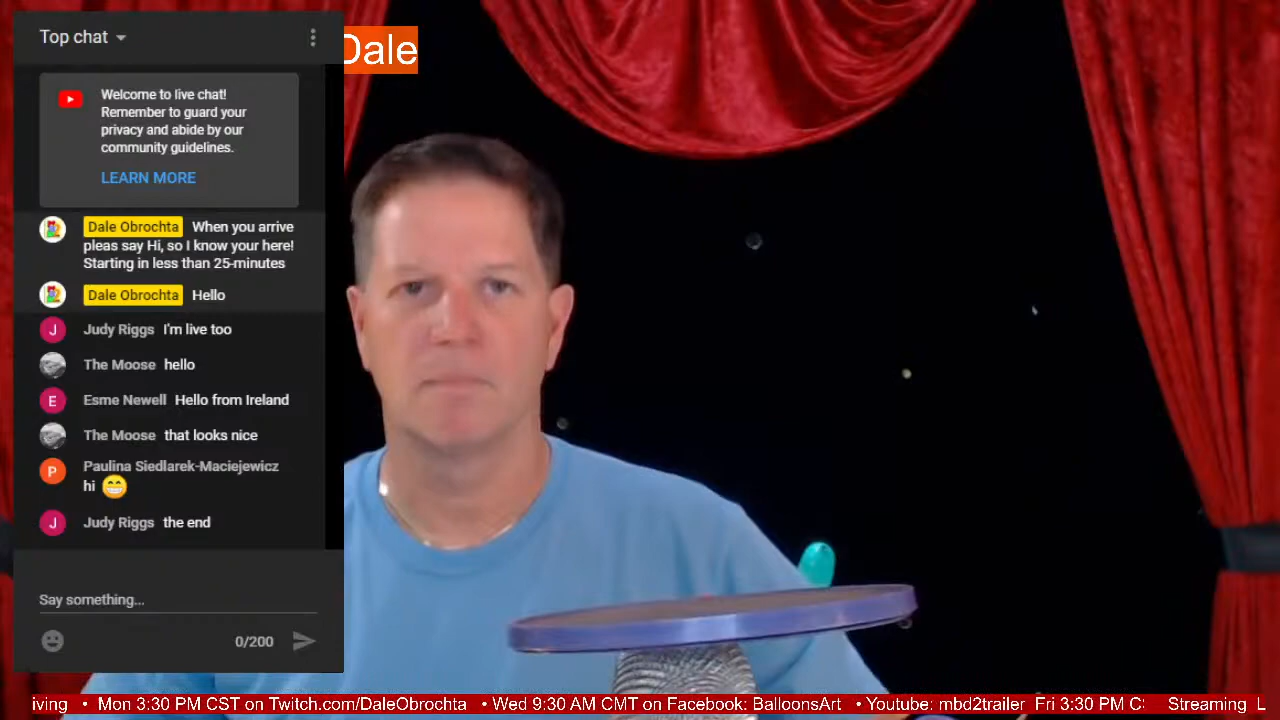 Top chat
Dale
Welcome to live chat!
Remember to guard your
privacy and abide by our
community guidelines.
LEARN MORE
Dale Obrochta When you arrive
pleas say Hi, so I know your here!
Starting in less than 25-minutes
Dale Obrochta Hello
J Judy Riggs I'm live too
The Moose hello
E Esme Newell Hello from Ireland
The Moose that looks nice
P Paulina Siedlarek-Maciejewicz
hi 😁
J Judy Riggs the end
Say something...
0/200
iving • Mon 3:30 PM CST on Twitch.com/DaleObrochta • Wed 9:30 AM CMT on Facebook: BalloonsArt • Youtube: mbd2trailer Fri 3:30 PM C Streaming L